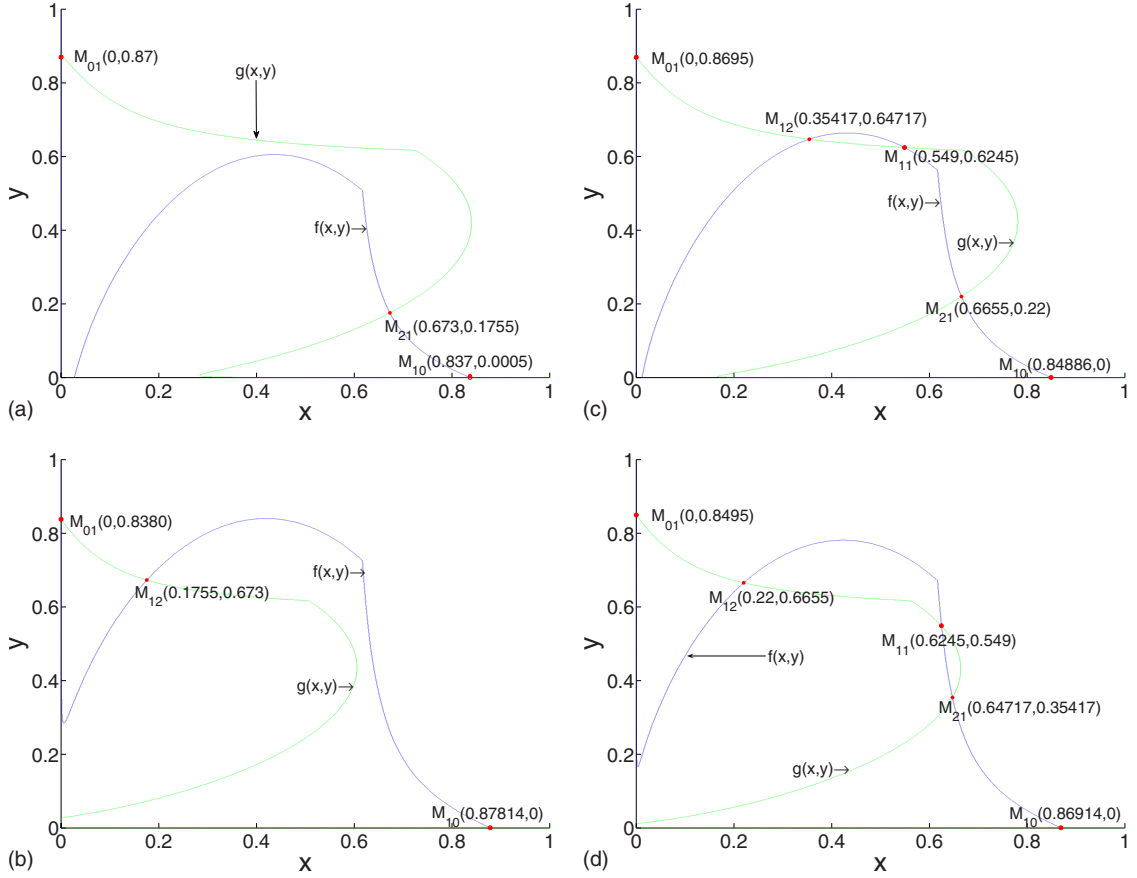 1
0.8
0.6
0.4
0.2
0
y
M01(0,0.87)
g(x,y)
f(x,y)→
M21(0.673,0.1755)
M10(0.837,0.0005)
0 0.2 0.4 0.6 0.8 1
x
(a)
1
0.8
0.6
0.4
0.2
0
y
M01(0,0.8695)
M12(0.35417,0.64717)
M11(0.549,0.6245)
f(x,y)→
g(x,y)→
M21(0.6655,0.22)
M10(0.84886,0)
0 0.2 0.4 0.6 0.8 1
x
(c)
1
0.8
0.6
0.4
0.2
0
y
M01(0,0.8380)
M12(0.1755,0.673)
f(x,y)→
g(x,y)→
M10(0.87814,0)
0 0.2 0.4 0.6 0.8 1
x
(b)
1
0.8
0.6
0.4
0.2
0
y
M01(0,0.8495)
M12(0.22,0.6655)
M11(0.6245,0.549)
f(x,y)
M21(0.64717,0.35417)
g(x,y)→
M10(0.86914,0)
0 0.2 0.4 0.6 0.8 1
x
(d)